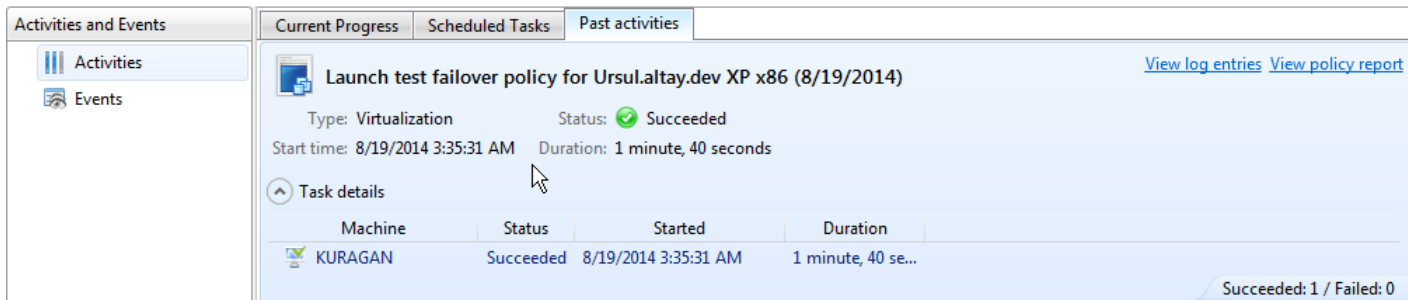 Activities and Events
Activities
Events
Current Progress Scheduled Tasks Past activities
Launch test failover policy for Ursul.altay.dev XP x86 (8/19/2014)
View log entries View policy report
Type: Virtualization Status: Succeeded
Start time: 8/19/2014 3:35:31 AM Duration: 1 minute, 40 seconds
Task details
Machine Status Started Duration
KURAGAN Succeeded 8/19/2014 3:35:31 AM 1 minute, 40 se...
Succeeded: 1 / Failed: 0